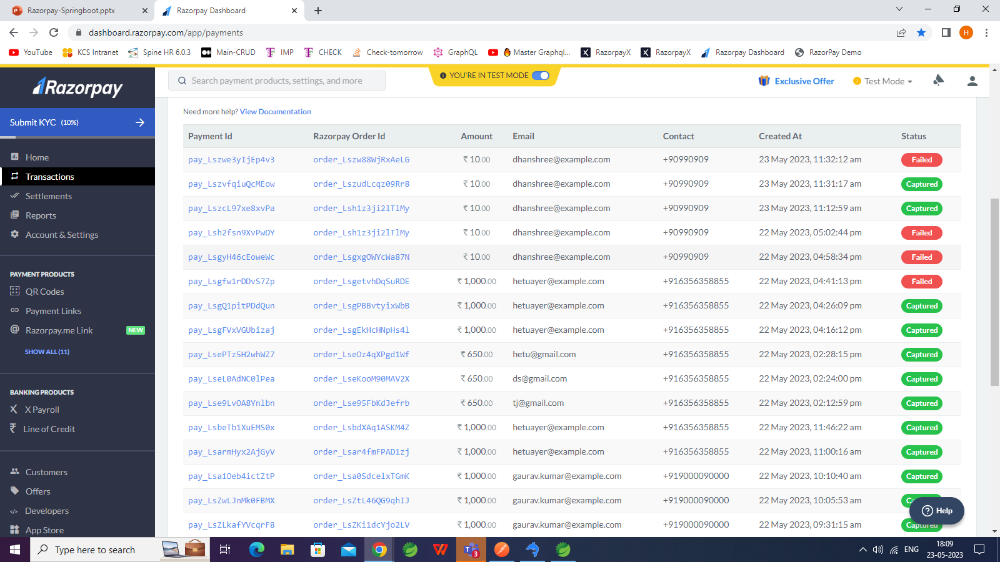 Razorpay-Springboot.pptx
Razorpay Dashboard
dashboard.razorpay.com/app/payments
H
YouTube KCS Intranet Spine HR 6.0.3 Main-CRUD IMP CHECK Check-tomorrow GraphQL Master Graphql... RazorpayX RazorpayX Razorpay Dashboard RazorPay Demo
Razorpay
Search payment products, settings, and more
YOU'RE IN TEST MODE
Exclusive Offer
Test Mode
Submit KYC (10%)
Home
Transactions
Settlements
Reports
Account & Settings
PAYMENT PRODUCTS
QR Codes
Payment Links
Razorpay.me Link NEW
SHOW ALL (11)
BANKING PRODUCTS
X Payroll
Line of Credit
Customers
Offers
Developers
App Store
Need more help? View Documentation
Payment Id Razorpay Order Id Amount Email Contact Created At Status
pay_Lszwe3yIjEp4v3 order_Lszw88WjRxAeLG ₹ 10.00 dhanshree@example.com +90990909 23 May 2023, 11:32:12 am Failed
pay_LszvfqiuQcMEow order_LszudLcqz09Rr8 ₹ 10.00 dhanshree@example.com +90990909 23 May 2023, 11:31:17 am Captured
pay_LszcL97xe8xvPa order_Lsh1z3ji2lTlMy ₹ 10.00 dhanshree@example.com +90990909 23 May 2023, 11:12:59 am Captured
pay_Lsh2fsn9XvPwDY order_Lsh1z3ji2lTlMy ₹ 10.00 dhanshree@example.com +90990909 22 May 2023, 05:02:44 pm Failed
pay_LsgyH46cEoweWc order_LsgxgOWYcWa87N ₹ 10.00 dhanshree@example.com +90990909 22 May 2023, 04:58:34 pm Failed
pay_Lsgfw1rDDvS7Zp order_LsgetvhDqSuRDE ₹ 1,000.00 hetuayer@example.com +916356358855 22 May 2023, 04:41:13 pm Failed
pay_LsgQ1pitPDdQun order_LsgPBBvtyixWbB ₹ 1,000.00 hetuayer@example.com +916356358855 22 May 2023, 04:26:09 pm Captured
pay_LsgFVxVGUbizaj order_LsgEkHcHNpHs4l ₹ 1,000.00 hetuayer@example.com +916356358855 22 May 2023, 04:16:12 pm Captured
pay_LsePTz5H2whWZ7 order_LseOz4qXPgd1Wf ₹ 650.00 hetu@gmail.com +916356358855 22 May 2023, 02:28:15 pm Captured
pay_LseL0AdNC0lPea order_LseKooM90MAV2X ₹ 650.00 ds@gmail.com +916356358855 22 May 2023, 02:24:00 pm Captured
pay_Lse9LvOA8Ynlbn order_Lse95FbKdJefrb ₹ 650.00 tj@gmail.com +916356358855 22 May 2023, 02:12:59 pm Captured
pay_LsbeTb1XuEMS0x order_LsbdXAq1ASKM4Z ₹ 1,000.00 hetuayer@example.com +916356358855 22 May 2023, 11:46:22 am Captured
pay_LsarmHyx2AjGyV order_Lsar4fmFPAD1zj ₹ 1,000.00 hetuayer@example.com +916356358855 22 May 2023, 11:00:16 am Captured
pay_Lsa1Oeb4ictZtP order_Lsa0SdcelxTGmK ₹ 1,000.00 gaurav.kumar@example.com +919000090000 22 May 2023, 10:10:40 am Captured
pay_LsZwLJnMk0FBMX order_LsZtL46QG9qhIJ ₹ 1,000.00 gaurav.kumar@example.com +919000090000 22 May 2023, 10:05:53 am
pay_LsZLkafYVcqrF8 order_LsZKi1dcYjo2LV ₹ 1,000.00 gaurav.kumar@example.com +919000090000 22 May 2023, 09:31:15 am Captured
Help
Type here to search
3
ENG
18:09
23-05-2023